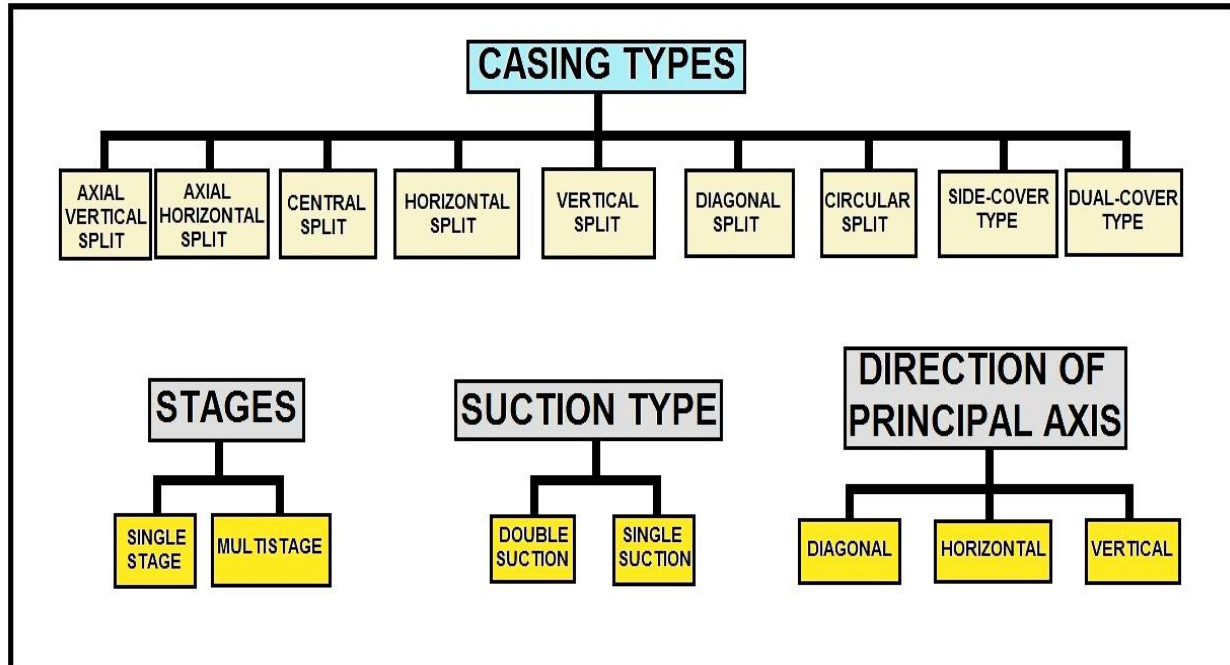 CASING TYPES
AXIAL
VERTICAL
SPLIT
AXIAL
HORIZONTAL
SPLIT
CENTRAL
SPLIT
HORIZONTAL
SPLIT
VERTICAL
SPLIT
DIAGONAL
SPLIT
CIRCULAR
SPLIT
SIDE-COVER
TYPE
DUAL-COVER
TYPE
STAGES
SINGLE
STAGE
MULTISTAGE
SUCTION TYPE
DOUBLE
SUCTION
SINGLE
SUCTION
DIRECTION OF
PRINCIPAL AXIS
DIAGONAL
HORIZONTAL
VERTICAL